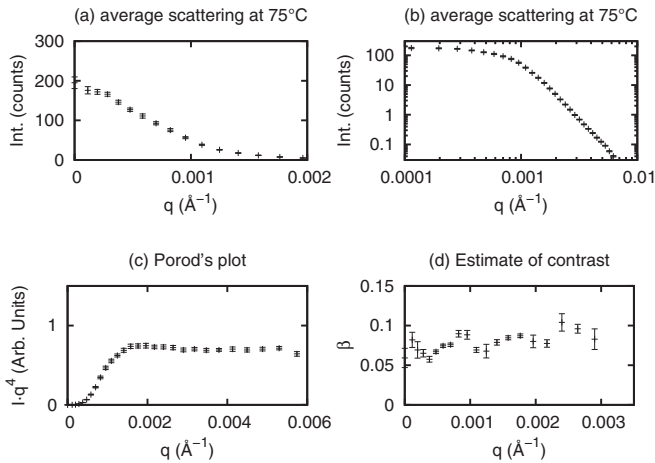 (a) average scattering at 75°C
(b) average scattering at 75°C
300
200
100
0
Int. (counts)
0
0.001
0.002
q (Å⁻¹)
100
10
1
0.1
Int. (counts)
0.0001
0.001
0.01
q (Å⁻¹)
(c) Porod's plot
(d) Estimate of contrast
1
0
I·q⁴ (Arb. Units)
0
0.002
0.004
0.006
q (Å⁻¹)
0.15
0.1
0.05
0
β
0
0.001
0.002
0.003
q (Å⁻¹)